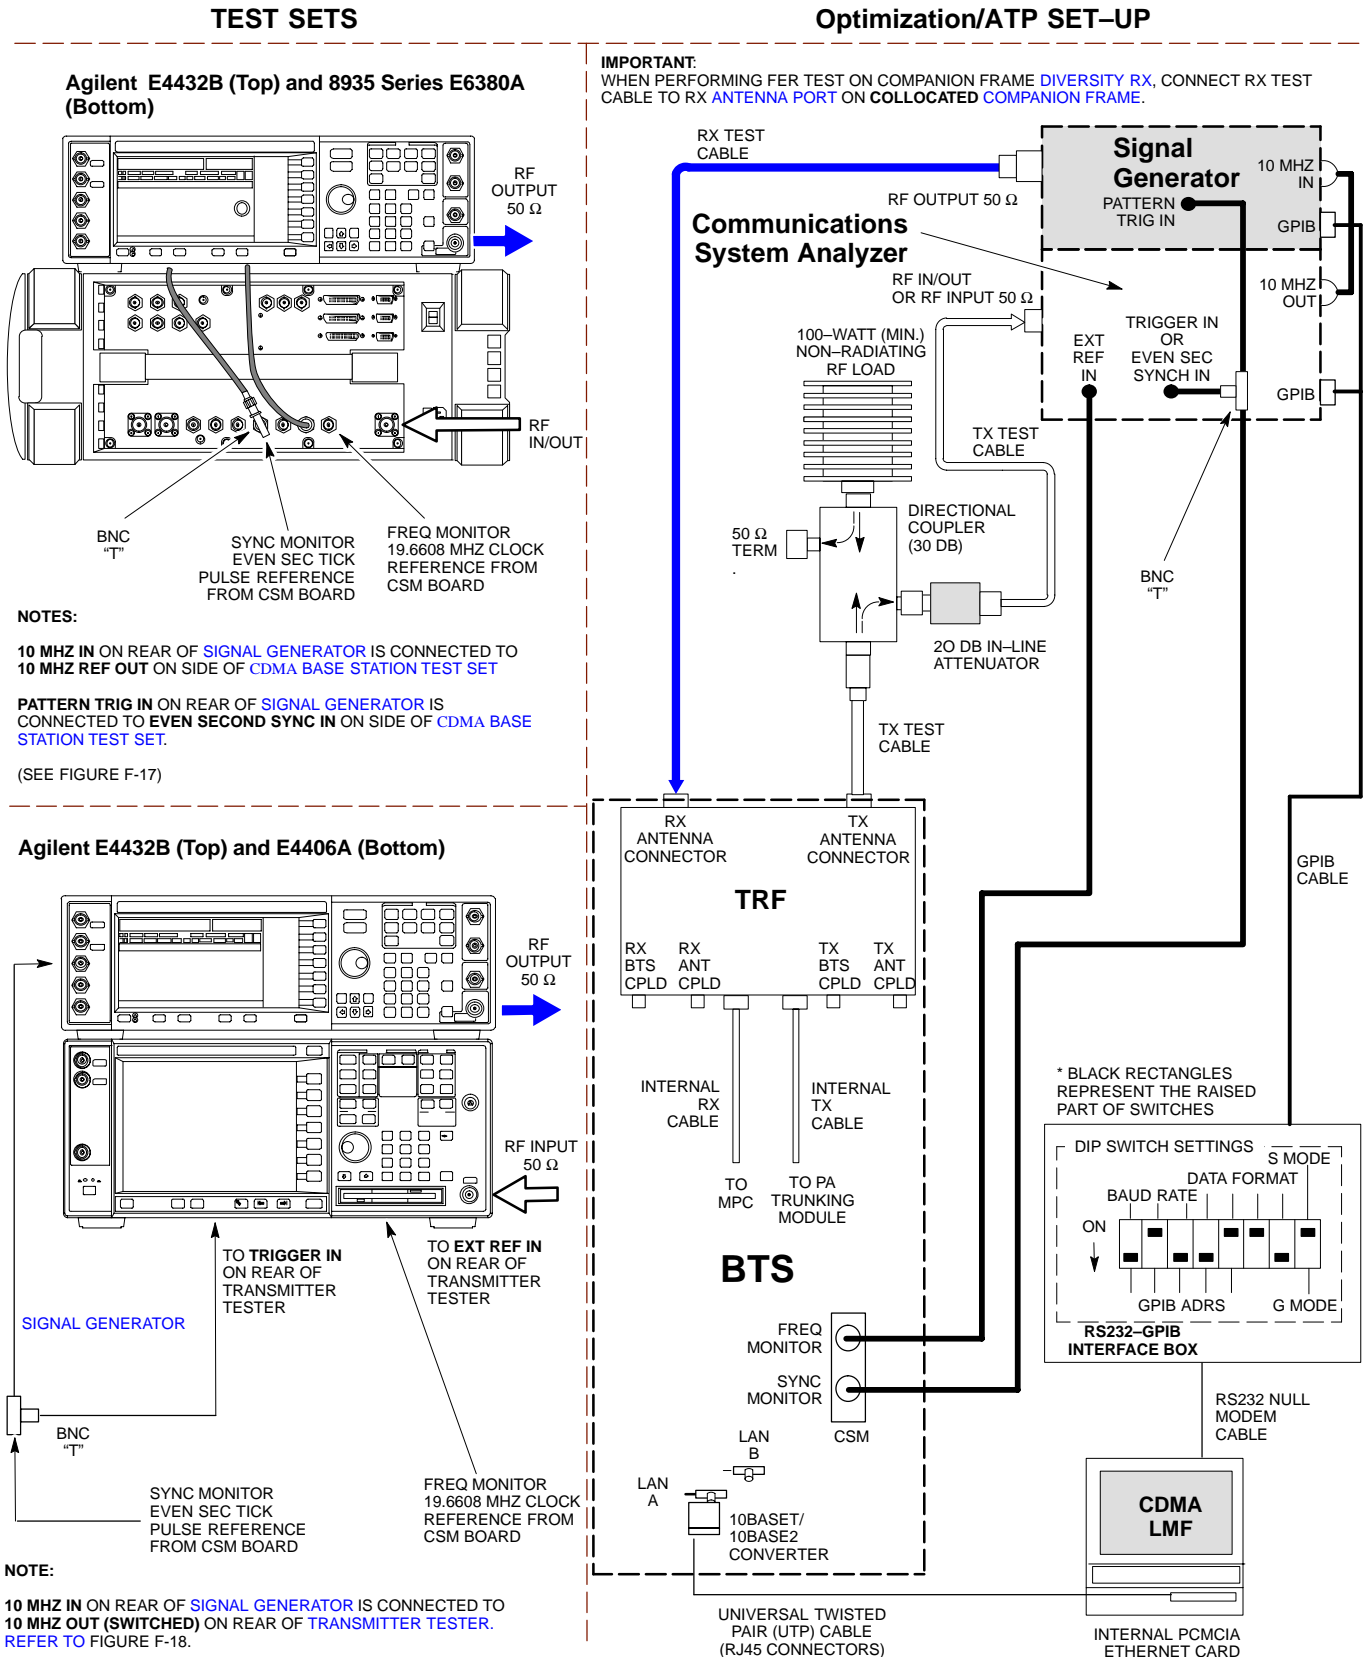 TEST SETS
Optimization/ATP SET–UP
Agilent E4432B (Top) and 8935 Series E6380A
(Bottom)
RF
OUTPUT
50 Ω
RF
IN/OUT
BNC
“T”
SYNC MONITOR
EVEN SEC TICK
PULSE REFERENCE
FROM CSM BOARD
FREQ MONITOR
19.6608 MHZ CLOCK
REFERENCE FROM
CSM BOARD
NOTES:
10 MHZ IN ON REAR OF SIGNAL GENERATOR IS CONNECTED TO
10 MHZ REF OUT ON SIDE OF CDMA BASE STATION TEST SET
PATTERN TRIG IN ON REAR OF SIGNAL GENERATOR IS
CONNECTED TO EVEN SECOND SYNC IN ON SIDE OF CDMA BASE
STATION TEST SET.
(SEE FIGURE F-17)
Agilent E4432B (Top) and E4406A (Bottom)
RF
OUTPUT
50 Ω
RF INPUT
50 Ω
TO TRIGGER IN
ON REAR OF
TRANSMITTER
TESTER
TO EXT REF IN
ON REAR OF
TRANSMITTER
TESTER
SIGNAL GENERATOR
BNC
“T”
SYNC MONITOR
EVEN SEC TICK
PULSE REFERENCE
FROM CSM BOARD
FREQ MONITOR
19.6608 MHZ CLOCK
REFERENCE FROM
CSM BOARD
NOTE:
10 MHZ IN ON REAR OF SIGNAL GENERATOR IS CONNECTED TO
10 MHZ OUT (SWITCHED) ON REAR OF TRANSMITTER TESTER.
REFER TO FIGURE F-18.
IMPORTANT:
WHEN PERFORMING FER TEST ON COMPANION FRAME DIVERSITY RX, CONNECT RX TEST
CABLE TO RX ANTENNA PORT ON COLLOCATED COMPANION FRAME.
RX TEST
CABLE
Signal
Generator
10 MHZ
IN
RF OUTPUT 50 Ω
PATTERN
TRIG IN
GPIB
Communications
System Analyzer
RF IN/OUT
OR RF INPUT 50 Ω
10 MHZ
OUT
100–WATT (MIN.)
NON–RADIATING
RF LOAD
EXT
REF
IN
TRIGGER IN
OR
EVEN SEC
SYNCH IN
GPIB
TX TEST
CABLE
50 Ω
TERM
.
DIRECTIONAL
COUPLER
(30 DB)
BNC
“T”
2O DB IN–LINE
ATTENUATOR
TX TEST
CABLE
RX
ANTENNA
CONNECTOR
TX
ANTENNA
CONNECTOR
TRF
RX
BTS
CPLD
RX
ANT
CPLD
TX
BTS
CPLD
TX
ANT
CPLD
GPIB
CABLE
INTERNAL
RX
CABLE
INTERNAL
TX
CABLE
TO
MPC
TO PA
TRUNKING
MODULE
BTS
* BLACK RECTANGLES
REPRESENT THE RAISED
PART OF SWITCHES
DIP SWITCH SETTINGS
S MODE
DATA FORMAT
BAUD RATE
ON
GPIB ADRS
G MODE
RS232–GPIB
INTERFACE BOX
FREQ
MONITOR
SYNC
MONITOR
CSM
RS232 NULL
MODEM
CABLE
LAN
B
LAN
A
10BASET/
10BASE2
CONVERTER
CDMA
LMF
UNIVERSAL TWISTED
PAIR (UTP) CABLE
(RJ45 CONNECTORS)
INTERNAL PCMCIA
ETHERNET CARD